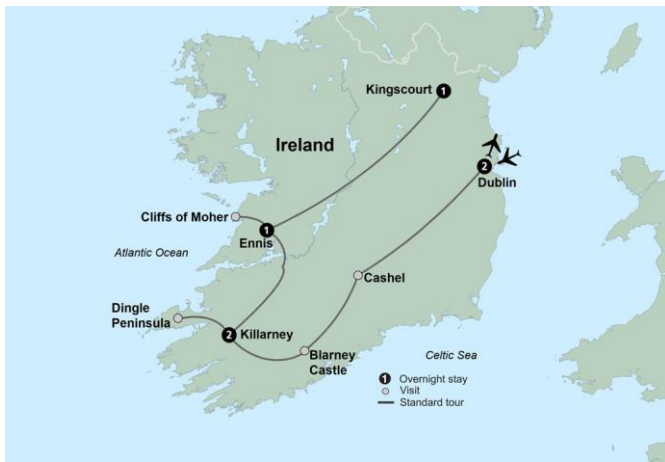 Kingscourt
1
Ireland
2
Dublin
Cliffs of Moher
1
Ennis
Atlantic Ocean
Cashel
Dingle
Peninsula
2
Killarney
Blarney
Castle
Celtic Sea
1 Overnight stay
Visit
Standard tour